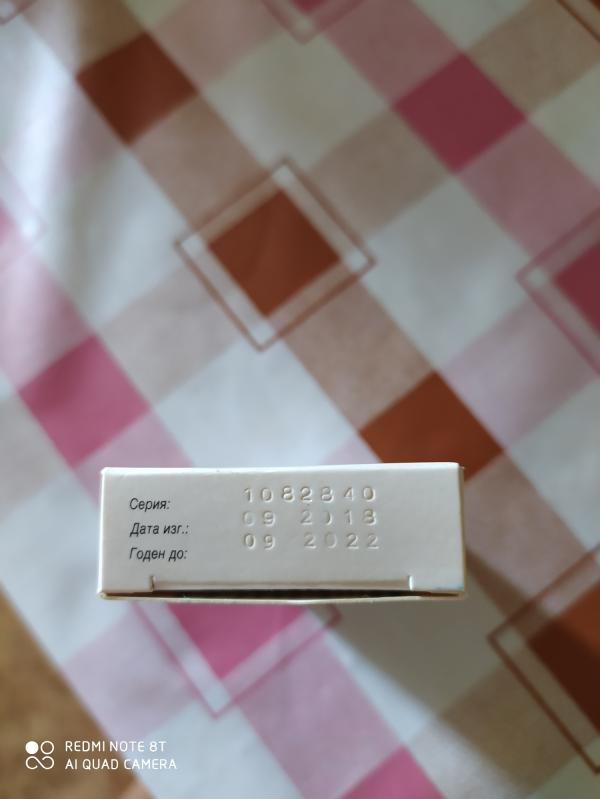 Серия: 1082840
Дата изг.: 09 2018
Годен до: 09 2022
REDMI NOTE 8T
AI QUAD CAMERA